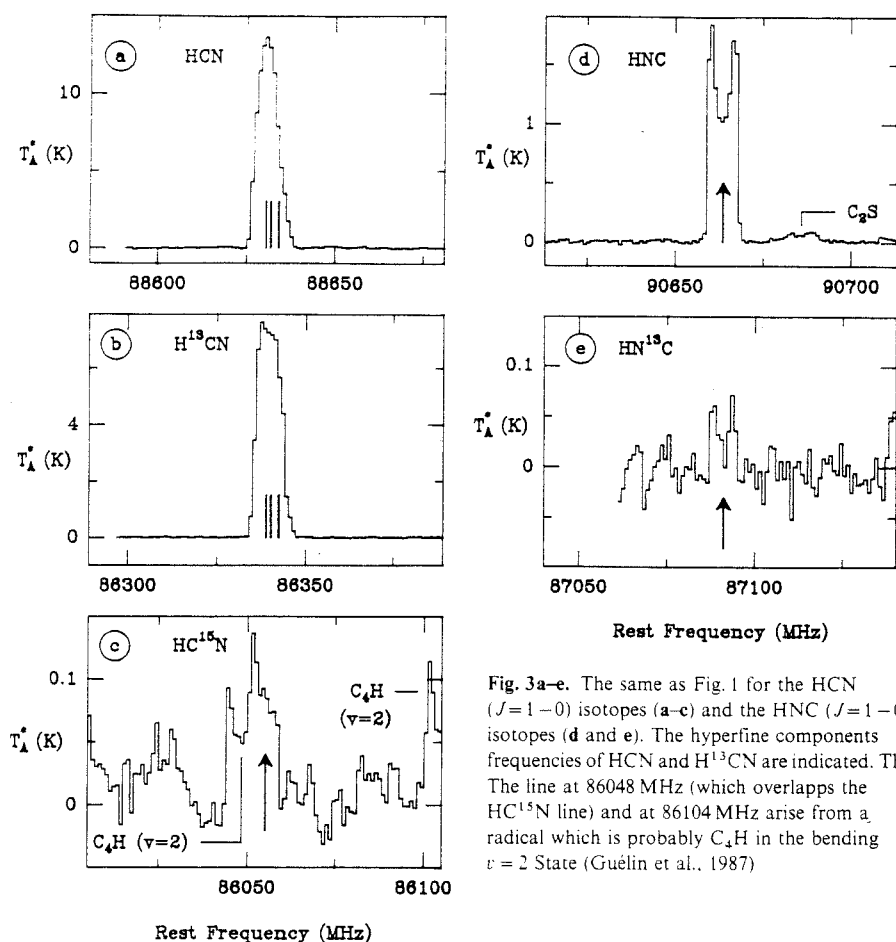 a HCN
10
T*A (K)
0
88600 88650
b H¹³CN
4
T*A (K)
0
86300 86350
c HC¹⁵N
0.1
C₄H
(v=2)
T*A (K)
0
C₄H (v=2)
86050 86100
Rest Frequency (MHz)
d HNC
1
T*A (K)
C₂S
0
90650 90700
e HN¹³C
0.1
T*A (K)
0
87050 87100
Rest Frequency (MHz)
Fig. 3a–e. The same as Fig. 1 for the HCN
(J=1−0) isotopes (a–c) and the HNC (J=1−0
isotopes (d and e). The hyperfine components
frequencies of HCN and H¹³CN are indicated.
The line at 86048 MHz (which overlapps the
HC¹⁵N line) and at 86104 MHz arise from a
radical which is probably C₄H in the bending
v = 2 State (Guélin et al., 1987)